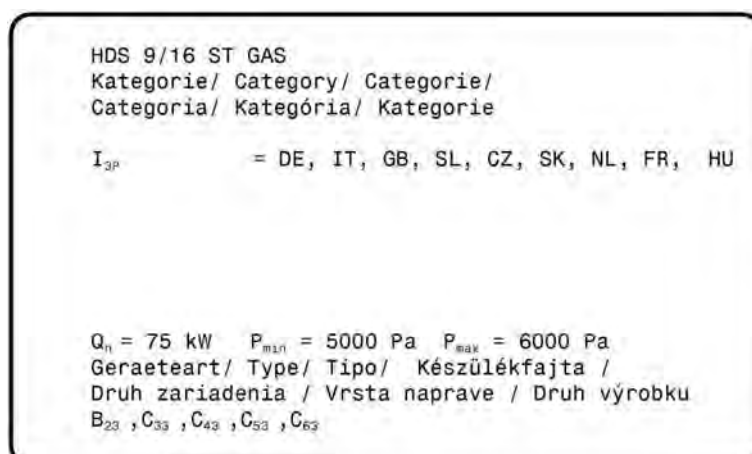 HDS 9/16 ST GAS
Kategorie/ Category/ Categorie/
Categoria/ Kategória/ Kategorie
I₃P = DE, IT, GB, SL, CZ, SK, NL, FR, HU
Qₙ = 75 kW Pₘᵢₙ = 5000 Pa Pₘₐₓ = 6000 Pa
Geraeteart/ Type/ Tipo/ Készülékfajta /
Druh zariadenia / Vrsta naprave / Druh výrobku
B₂₃ ,C₃₃ ,C₄₃ ,C₅₃ ,C₆₃